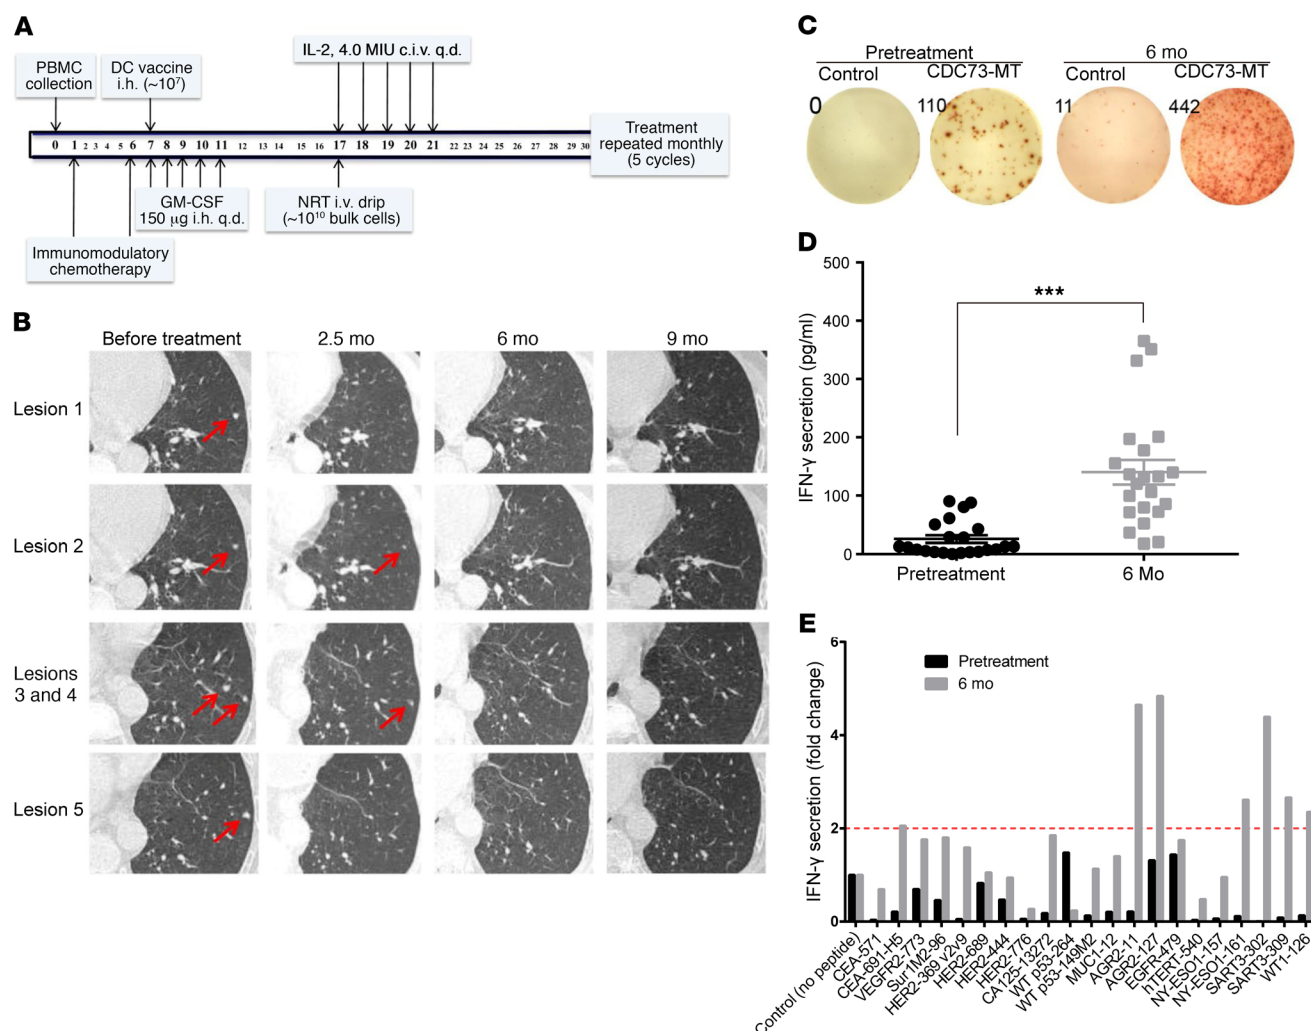 A
PBMC
collection
DC vaccine
i.h. (~10⁷)
IL-2, 4.0 MIU c.i.v. q.d.
0 1 2 3 4 5 6 7 8 9 10 11 12 13 14 15 16 17 18 19 20 21 22 23 24 25 26 27 28 29 30
Treatment
repeated monthly
(5 cycles)
GM-CSF
150 μg i.h. q.d.
NRT i.v. drip
(~10¹⁰ bulk cells)
Immunomodulatory
chemotherapy
B
Before treatment 2.5 mo 6 mo 9 mo
Lesion 1
Lesion 2
Lesions
3 and 4
Lesion 5
C
Pretreatment 6 mo
Control CDC73-MT Control CDC73-MT
0 110 11 442
D
IFN-γ secretion (pg/ml)
500
400
300
200
100
0
***
Pretreatment 6 Mo
E
IFN-γ secretion (fold change)
6
4
2
0
Pretreatment
6 mo
Control (no peptide)
CEA-571
CEA-691-H5
VEGFR2-773
Sur1M2-96
HER2-369 v2v9
HER2-689
HER2-444
HER2-776
CA125-13272
WT p53-264
WT p53-149M2
MUC1-12
AGR2-11
AGR2-127
EGFR-479
hTERT-540
NY-ESO1-157
NY-ESO1-161
SART3-302
SART3-309
WT1-126